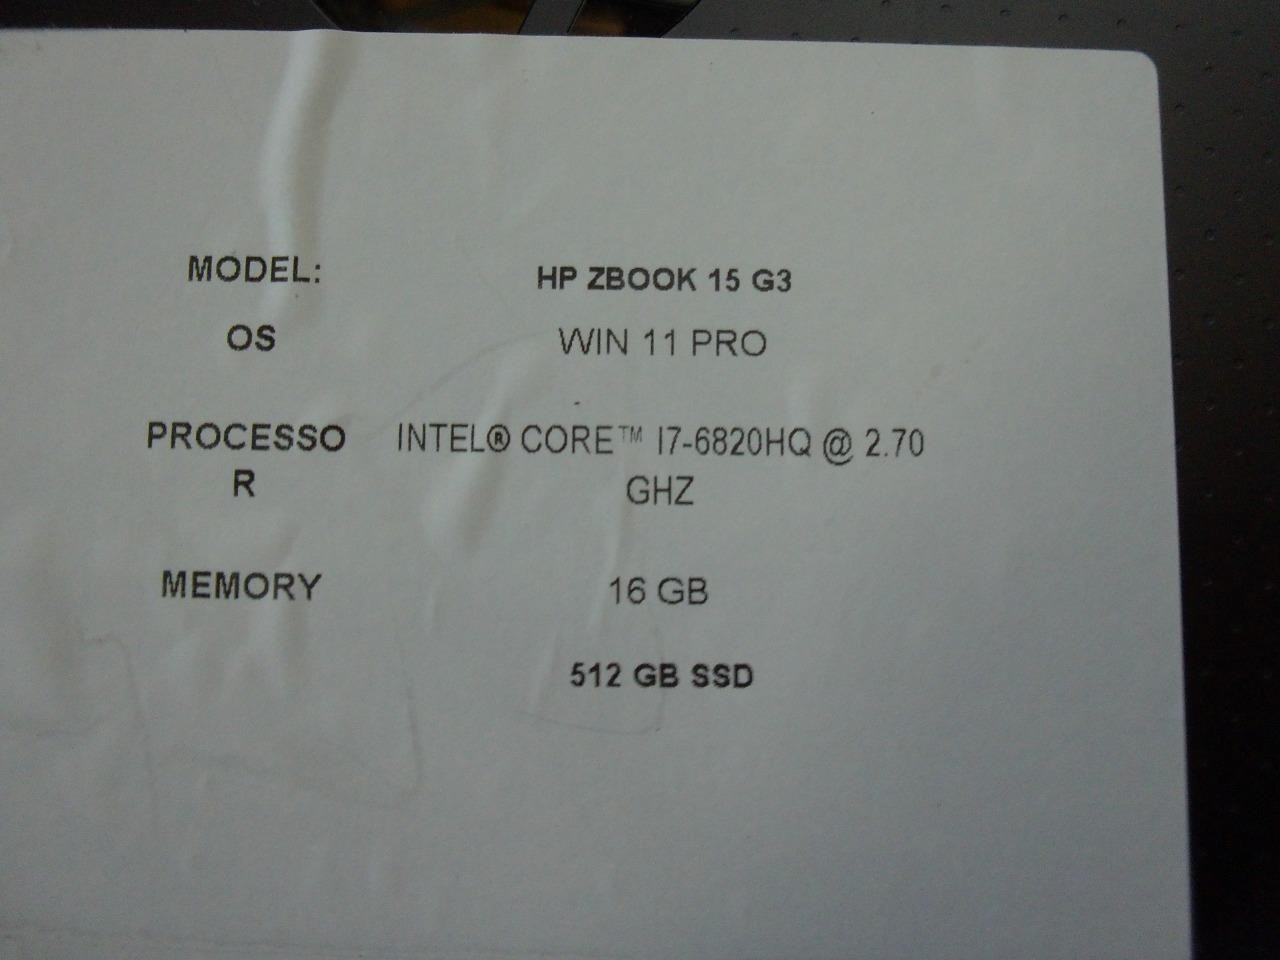 MODEL: HP ZBOOK 15 G3
OS WIN 11 PRO
PROCESSO INTEL® CORE™ I7-6820HQ @ 2.70
R GHZ
MEMORY 16 GB
512 GB SSD